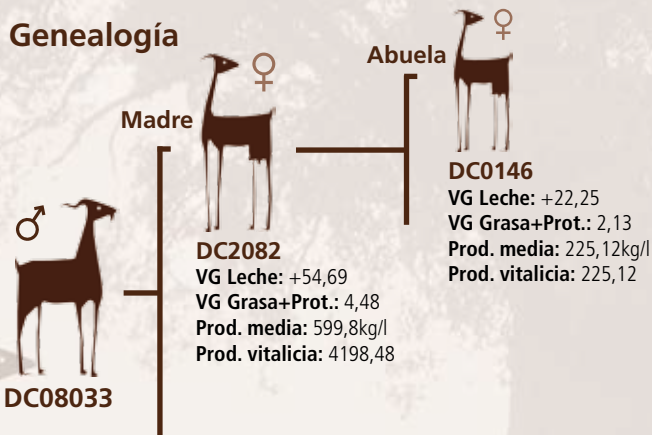 Genealogía
Abuela
♀
DC0146
VG Leche: +22,25
VG Grasa+Prot.: 2,13
Prod. media: 225,12kg/l
Prod. vitalicia: 225,12
Madre
♀
DC2082
VG Leche: +54,69
VG Grasa+Prot.: 4,48
Prod. media: 599,8kg/l
Prod. vitalicia: 4198,48
♂
DC08033